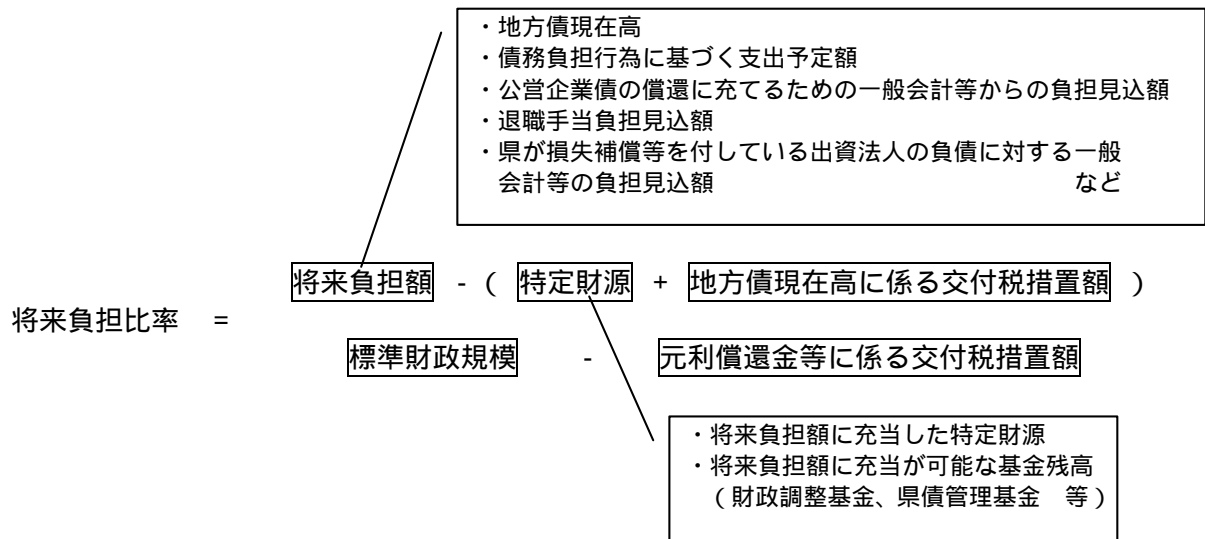 ・地方債現在高
・債務負担行為に基づく支出予定額
・公営企業債の償還に充てるための一般会計等からの負担見込額
・退職手当負担見込額
・県が損失補償等を付している出資法人の負債に対する一般
会計等の負担見込額 など
将来負担額 - ( 特定財源 + 地方債現在高に係る交付税措置額 )
将来負担比率 =
標準財政規模 - 元利償還金等に係る交付税措置額
・将来負担額に充当した特定財源
・将来負担額に充当が可能な基金残高
(財政調整基金、県債管理基金 等)